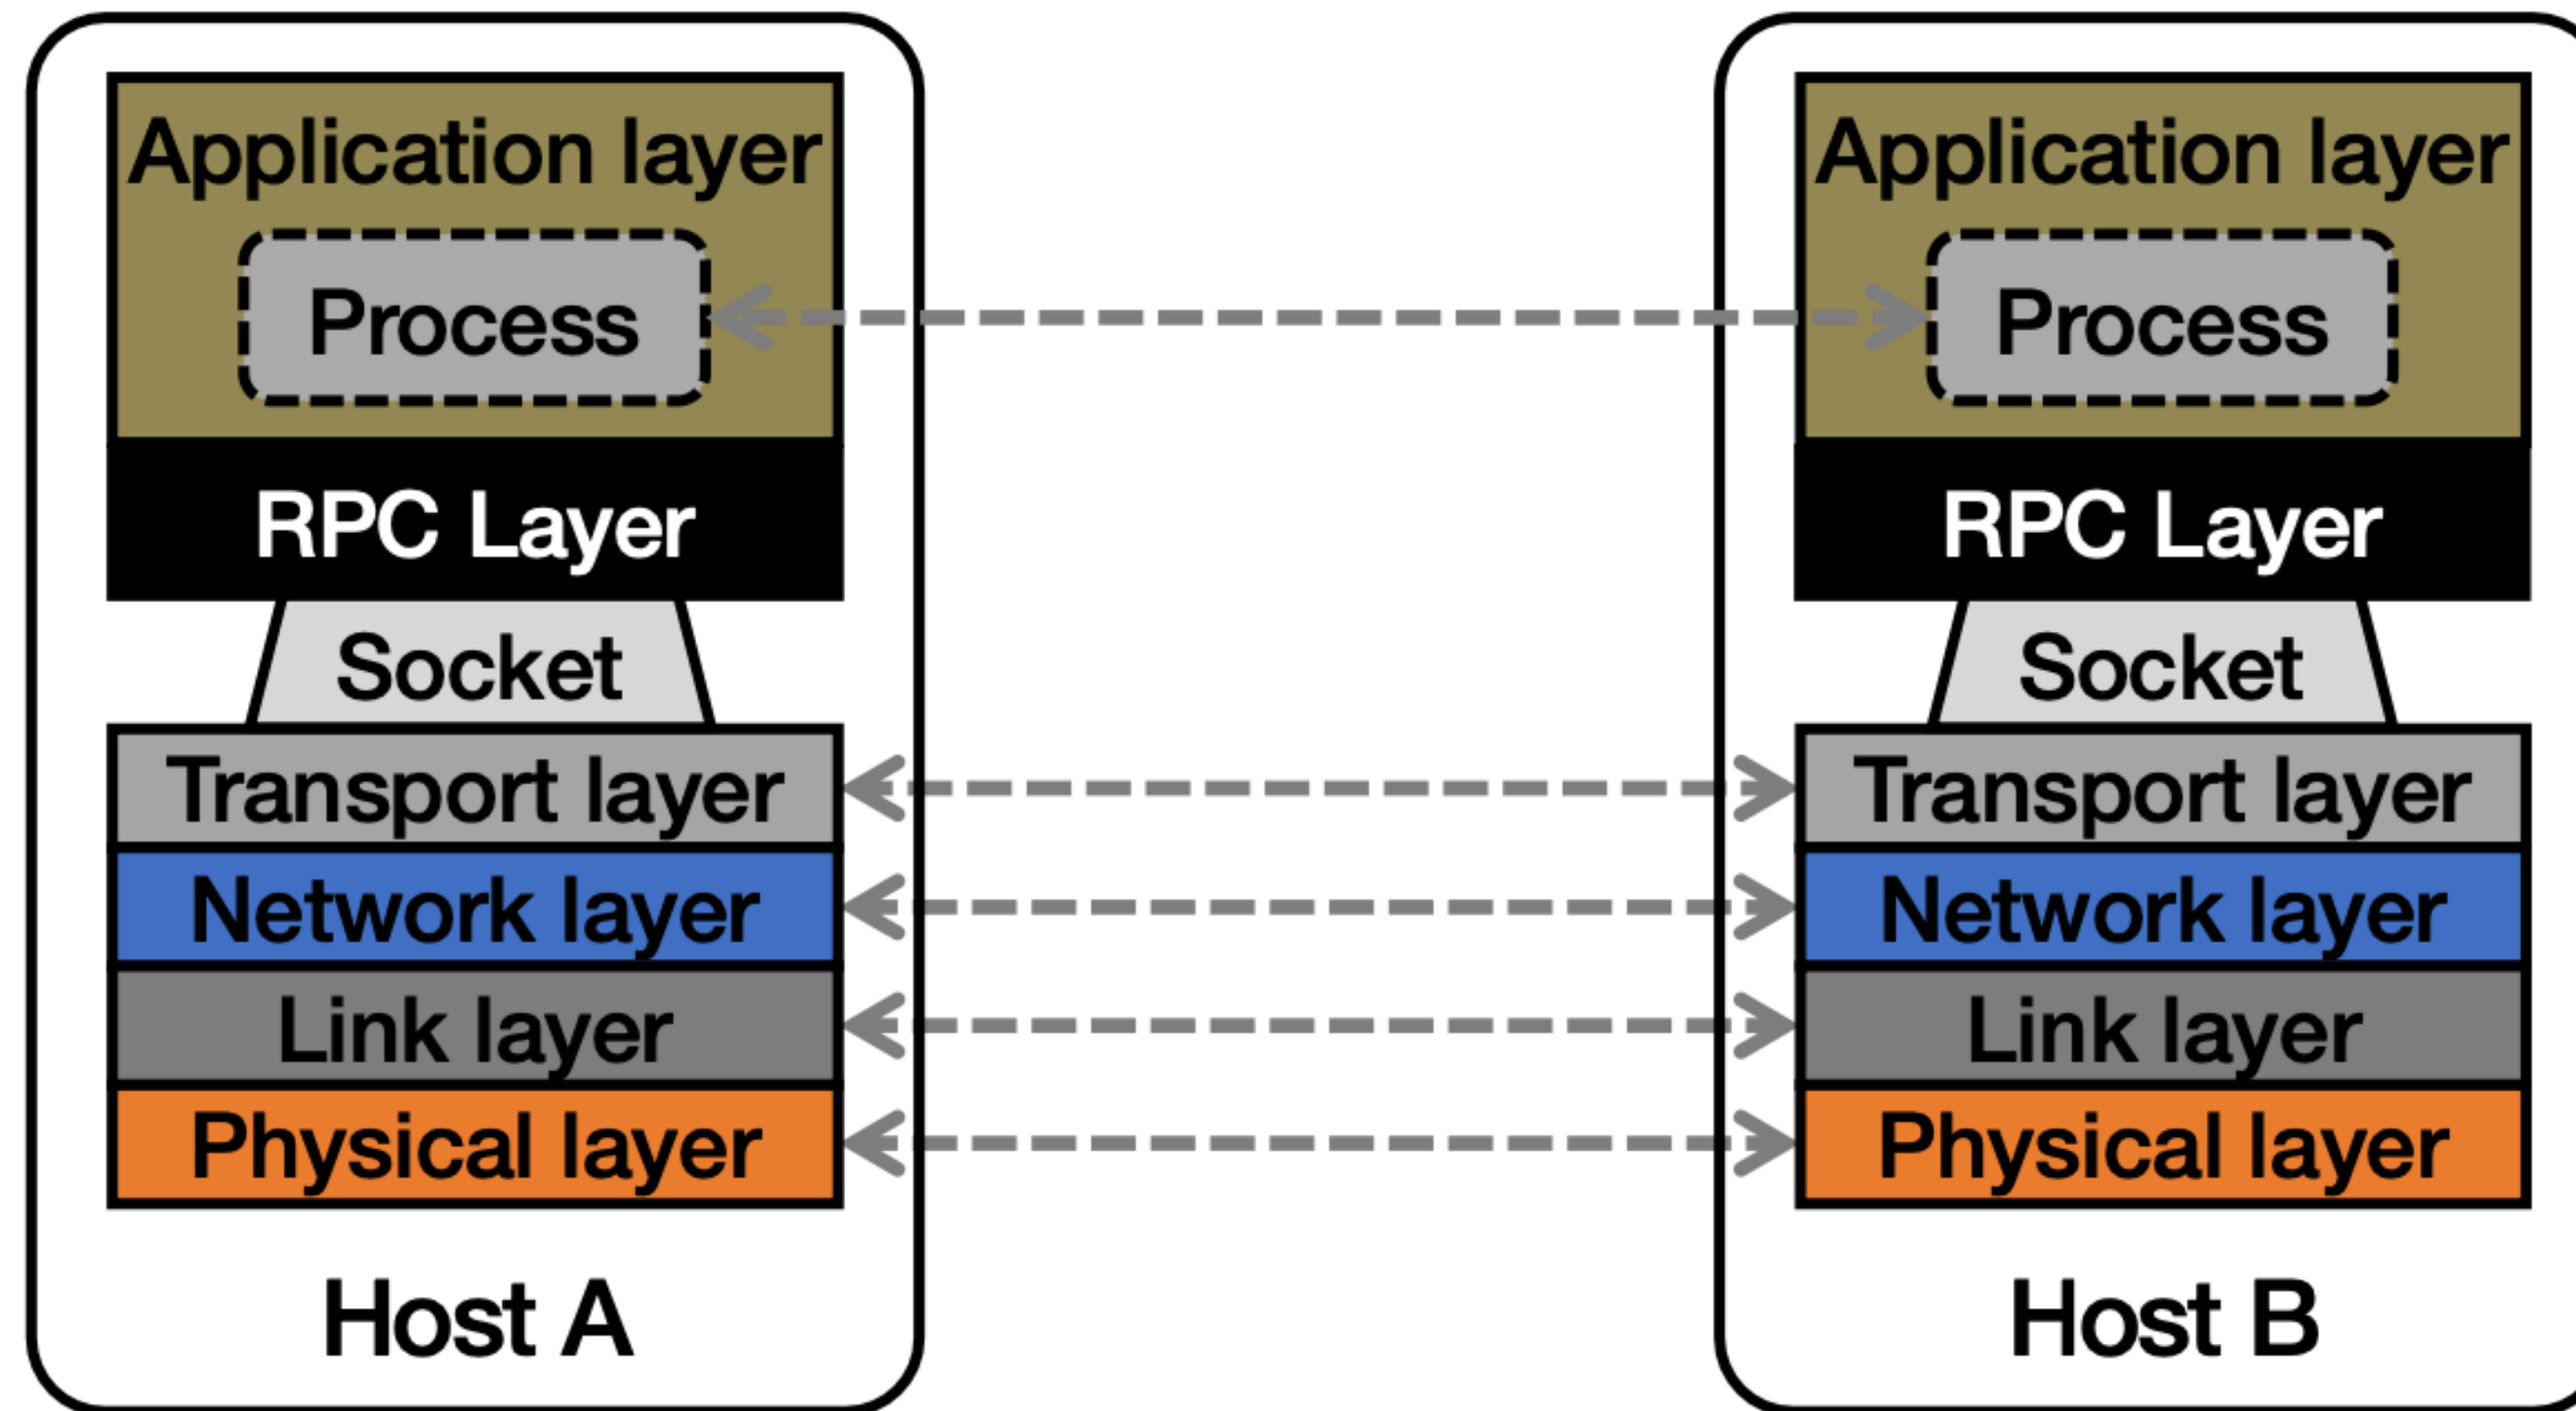 Application layer
Process
RPC Layer
Socket
Transport layer
Network layer
Link layer
Physical layer
Host A
Application layer
Process
RPC Layer
Socket
Transport layer
Network layer
Link layer
Physical layer
Host B